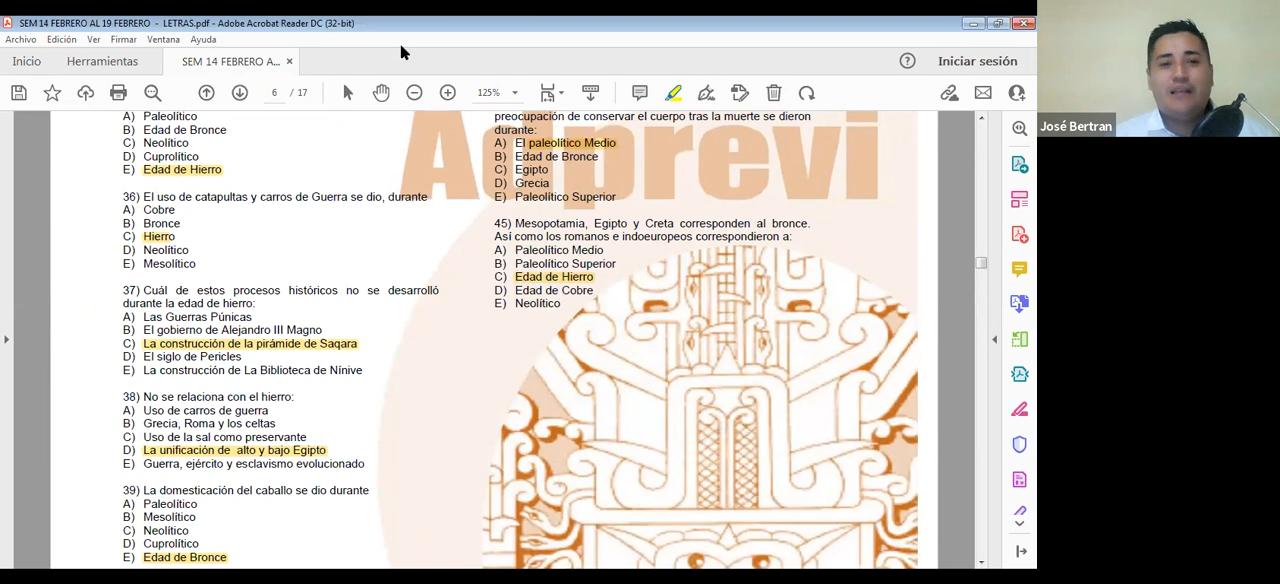 SEM 14 FEBRERO AL 19 FEBRERO - LETRAS.pdf - Adobe Acrobat Reader DC (32-bit)
Archivo Edición Ver Firmar Ventana Ayuda
Inicio Herramientas SEM 14 FEBRERO A... × Iniciar sesión
6 / 17 125%
José Bertran
Adprevi
A) Paleolítico
B) Edad de Bronce
C) Neolítico
D) Cuprolítico
E) Edad de Hierro
36) El uso de catapultas y carros de Guerra se dio, durante
A) Cobre
B) Bronce
C) Hierro
D) Neolítico
E) Mesolítico
37) Cuál de estos procesos históricos no se desarrolló
durante la edad de hierro:
A) Las Guerras Púnicas
B) El gobierno de Alejandro III Magno
C) La construcción de la pirámide de Saqara
D) El siglo de Pericles
E) La construcción de La Biblioteca de Nínive
38) No se relaciona con el hierro:
A) Uso de carros de guerra
B) Grecia, Roma y los celtas
C) Uso de la sal como preservante
D) La unificación de alto y bajo Egipto
E) Guerra, ejército y esclavismo evolucionado
39) La domesticación del caballo se dio durante
A) Paleolítico
B) Mesolítico
C) Neolítico
D) Cuprolítico
E) Edad de Bronce
preocupación de conservar el cuerpo tras la muerte se dieron
durante:
A) El paleolítico Medio
B) Edad de Bronce
C) Egipto
D) Grecia
E) Paleolítico Superior
45) Mesopotamia, Egipto y Creta corresponden al bronce.
Así como los romanos e indoeuropeos correspondieron a:
A) Paleolítico Medio
B) Paleolítico Superior
C) Edad de Hierro
D) Edad de Cobre
E) Neolítico